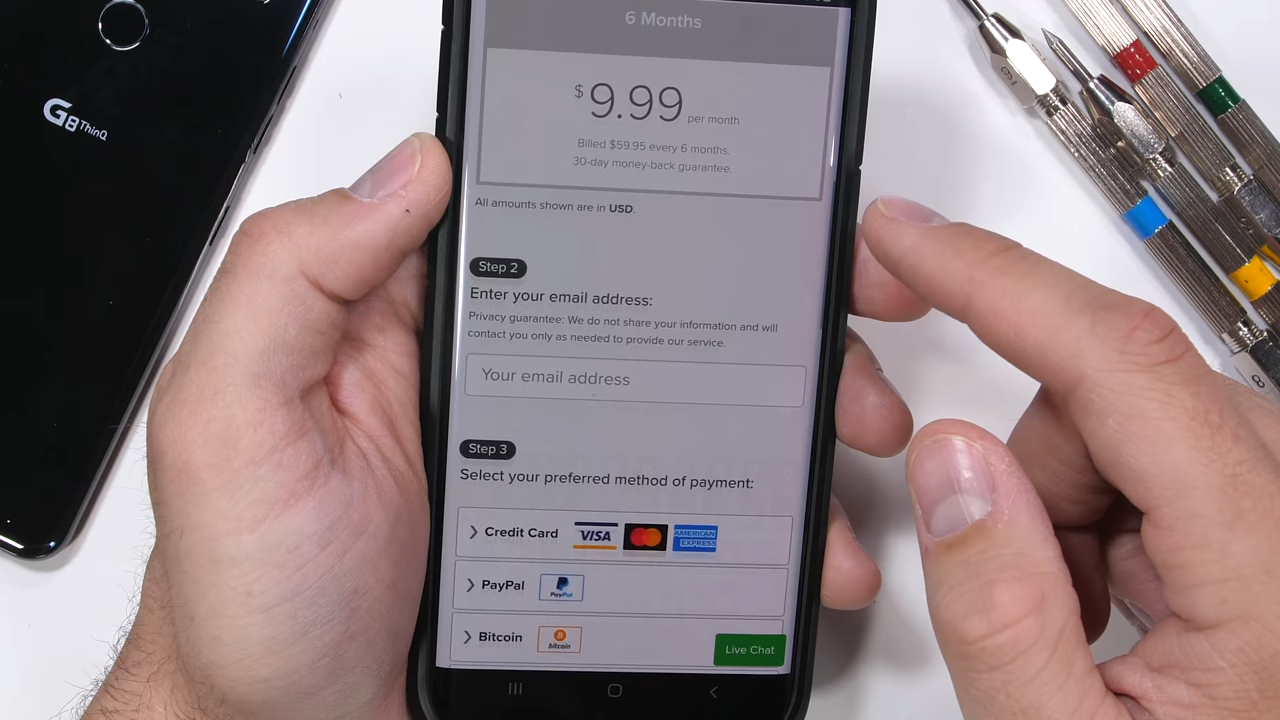 G8 ThinQ
6 Months
$9.99 per month
Billed $59.95 every 6 months.
30-day money-back guarantee.
All amounts shown are in USD.
Step 2
Enter your email address:
Privacy guarantee: We do not share your information and will
contact you only as needed to provide our service.
Your email address
Step 3
Select your preferred method of payment:
Credit Card VISA AMERICAN EXPRESS
PayPal PayPal
Bitcoin bitcoin
Live Chat
8